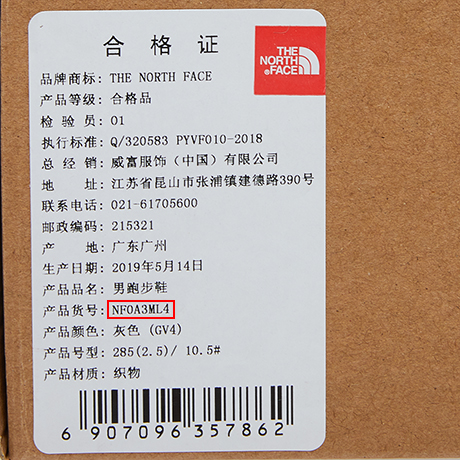 合格证
THE
NORTH
FACE
品牌商标: THE NORTH FACE
产品等级: 合格品
检 验 员: 01
执行标准: Q/320583 PYVF010-2018
总 经 销: 威富服饰（中国）有限公司
地 址: 江苏省昆山市张浦镇建德路390号
联系电话: 021-61705600
邮政编码: 215321
产 地: 广东广州
生产日期: 2019年5月14日
产品品名: 男跑步鞋
产品货号: NF0A3ML4
产品颜色: 灰色 (GV4)
产品号型: 285(2.5)/ 10.5#
产品材质: 织物
6 907096 357862